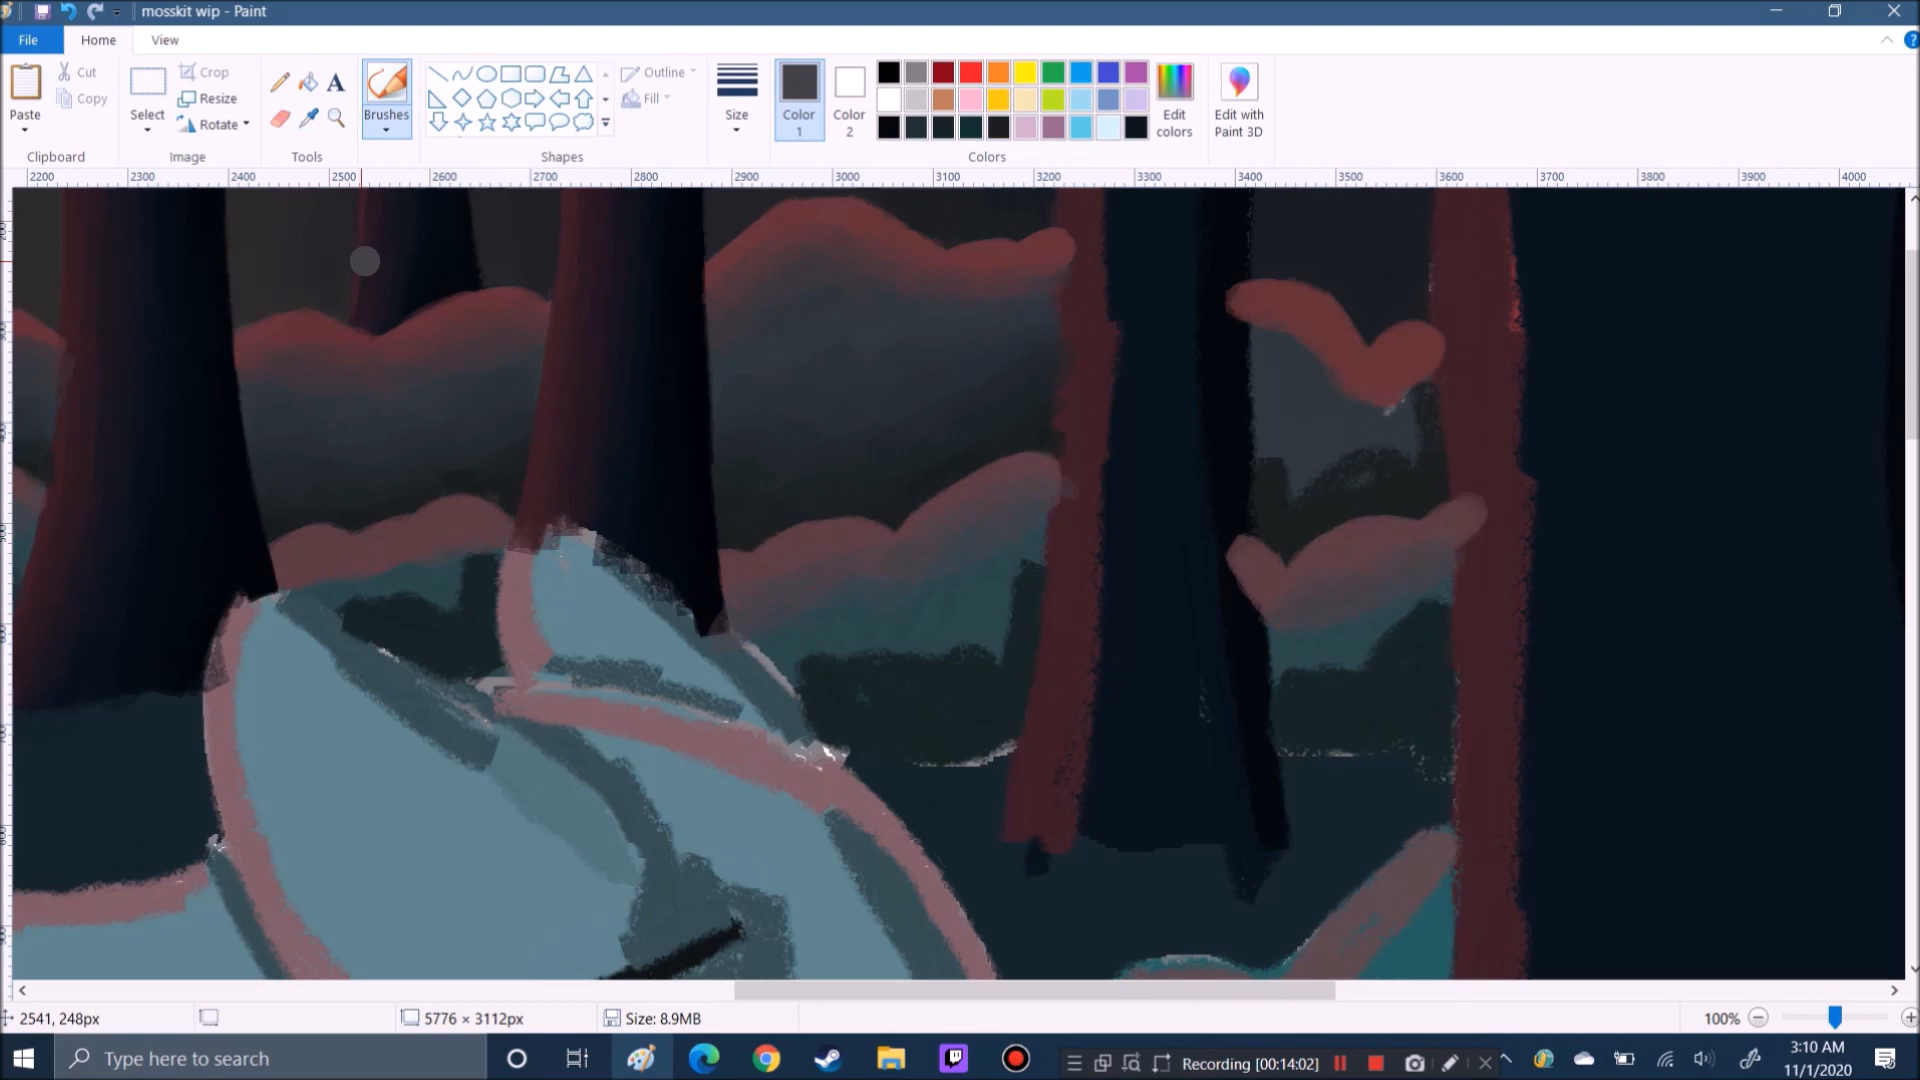 mosskit wip - Paint
File Home View
Paste
Cut
Copy
Clipboard
Select
Crop
Resize
Rotate
Image
A
Tools
Brushes
Outline
Fill
Shapes
Size
Color
1
Color
2
Edit
colors
Colors
Edit with
Paint 3D
2200 2300 2400 2500 2600 2700 2800 2900 3000 3100 3200 3300 3400 3500 3600 3700 3800 3900 4000
2541, 248px
5776 × 3112px
Size: 8.9MB
100%
Type here to search
Recording [00:14:02]
3:10 AM
11/1/2020